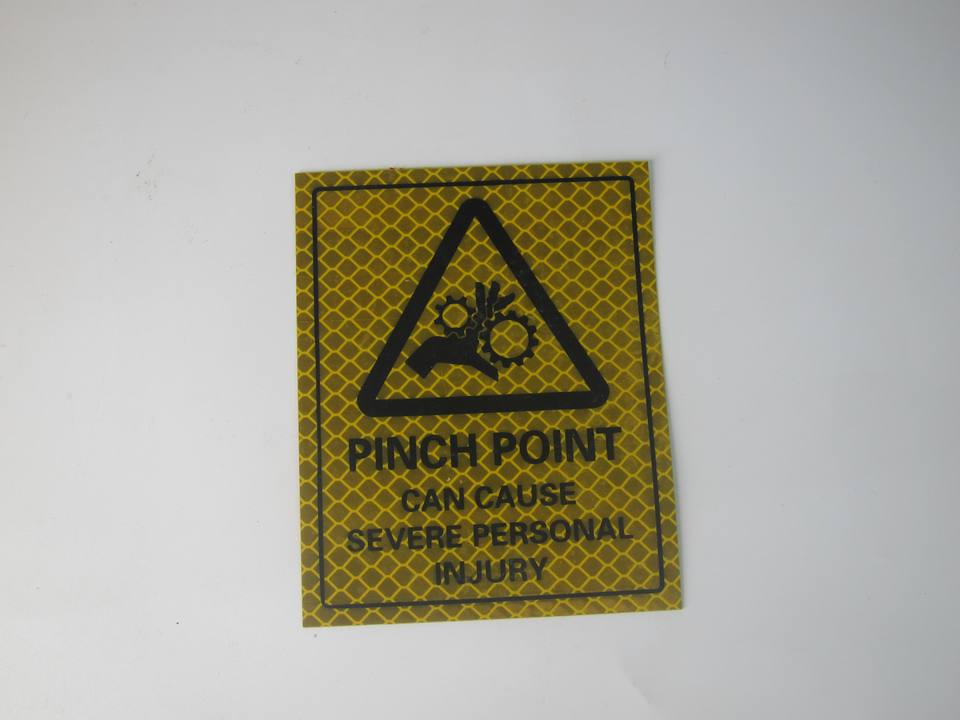 PINCH POINT
CAN CAUSE
SEVERE PERSONAL
INJURY